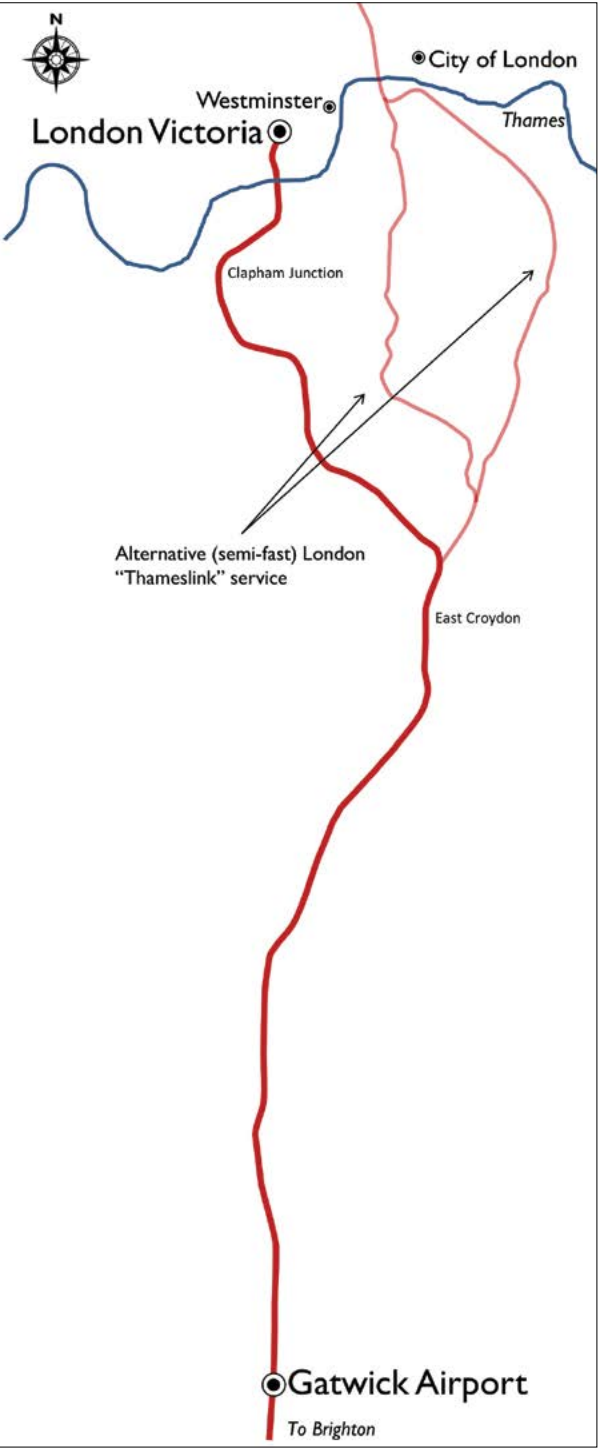 N
City of London
Westminster
Thames
London Victoria
Clapham Junction
Alternative (semi-fast) London
“Thameslink” service
East Croydon
Gatwick Airport
To Brighton